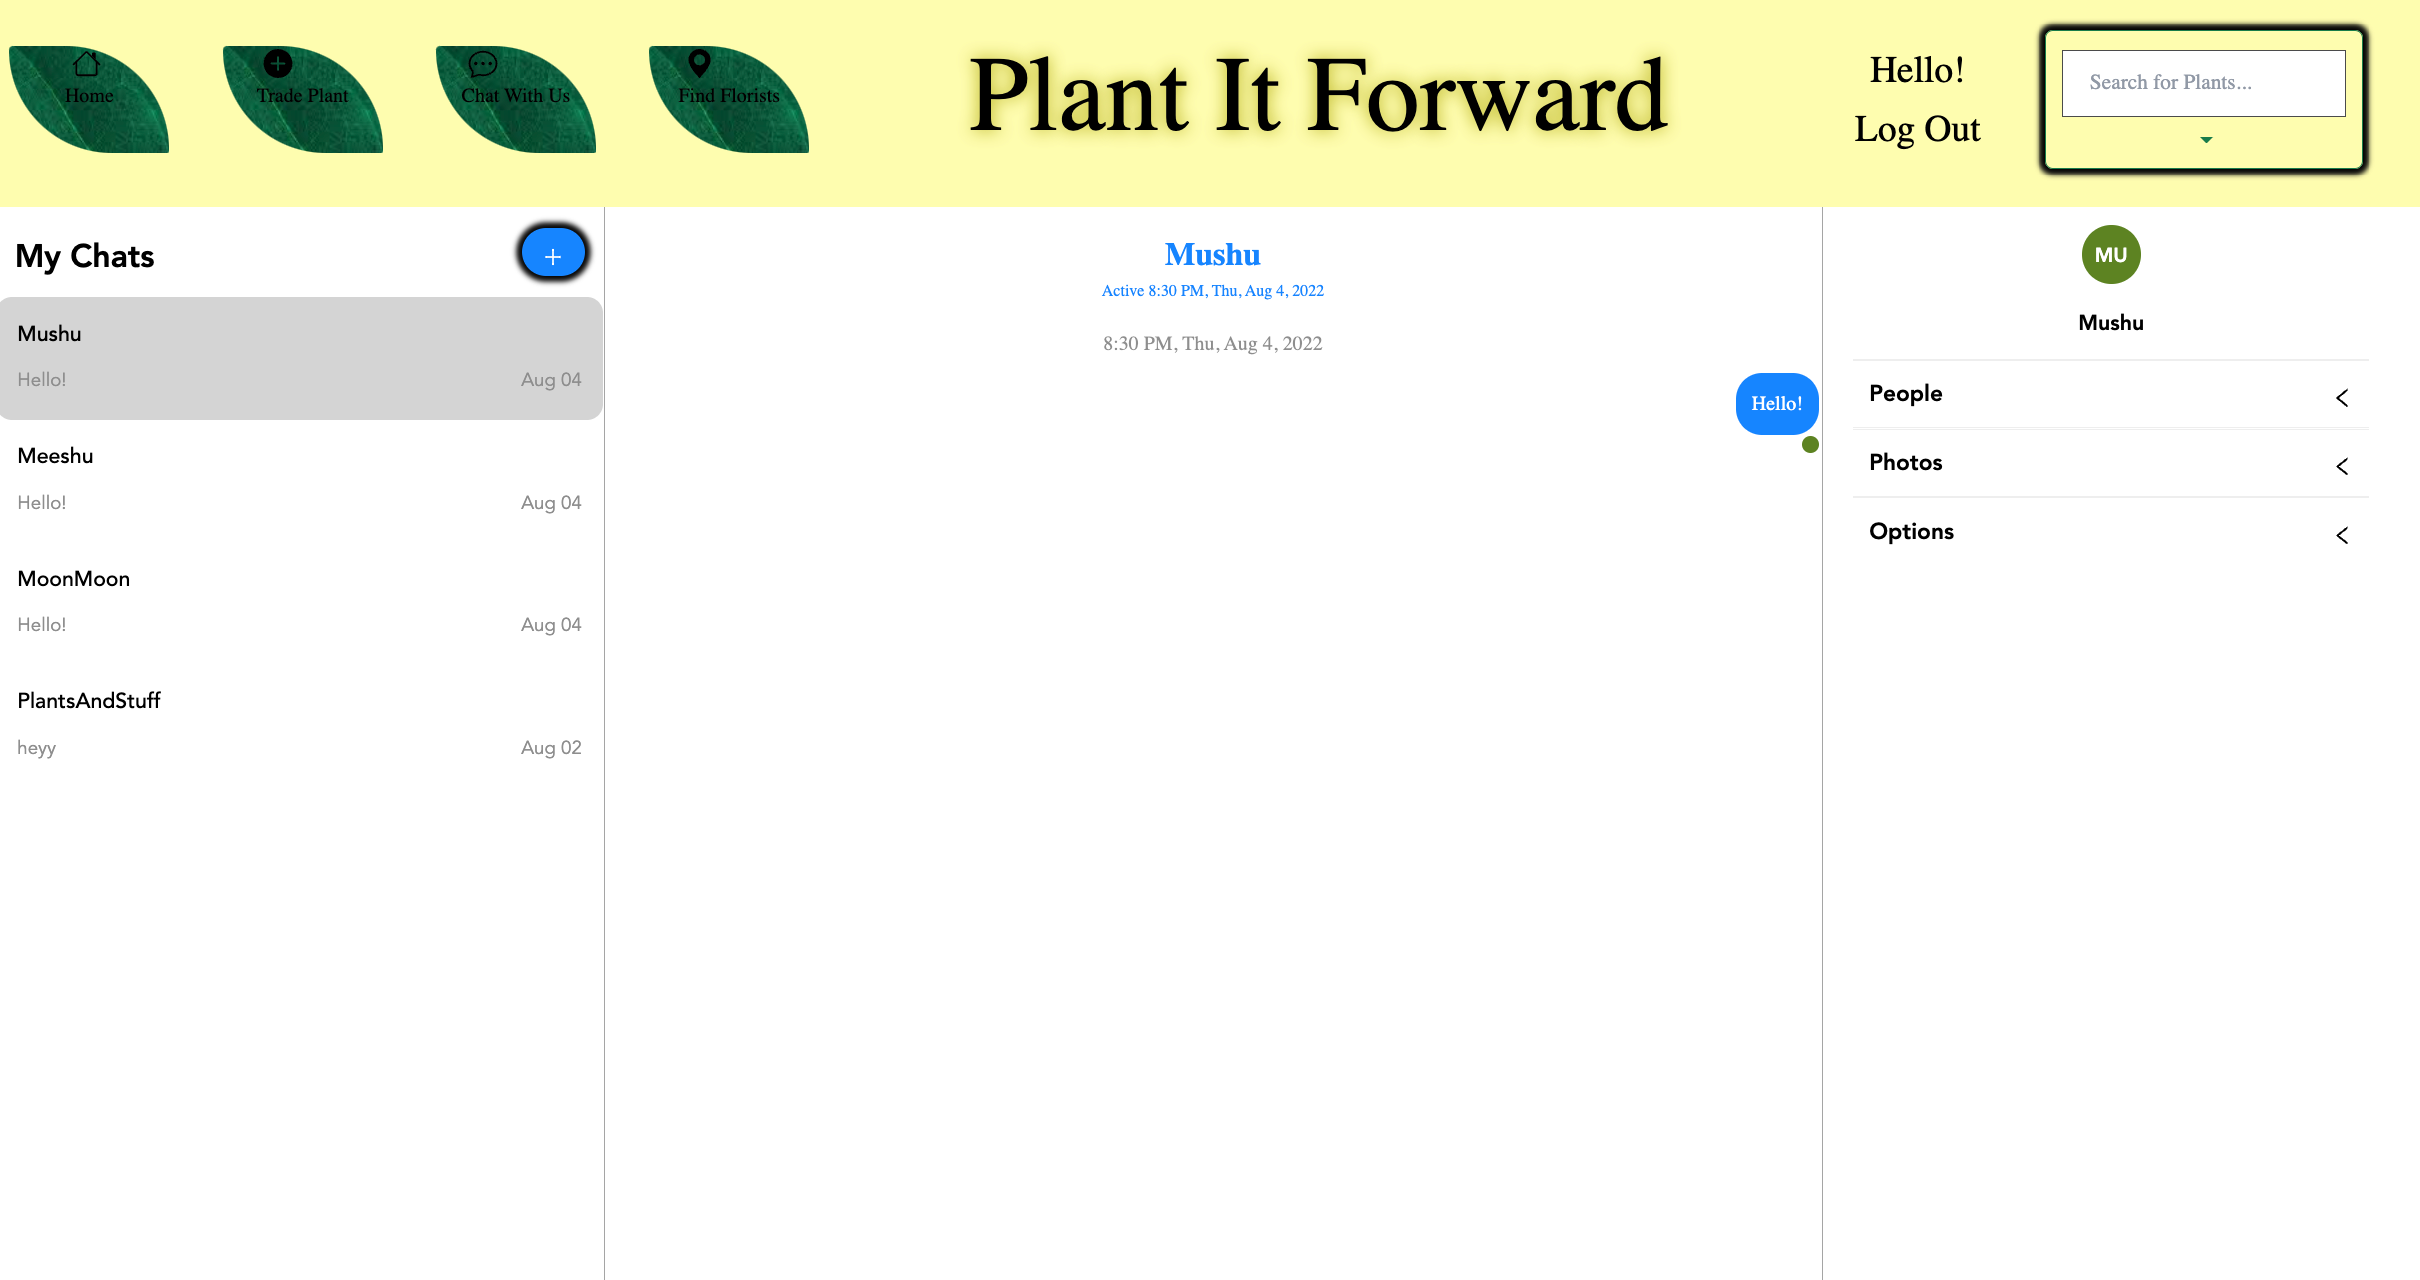 Home
Trade Plant
Chat With Us
Find Florists
Plant It Forward
Hello!
Log Out
Search for Plants...
My Chats
+
Mushu
Hello! Aug 04
Meeshu
Hello! Aug 04
MoonMoon
Hello! Aug 04
PlantsAndStuff
heyy Aug 02
Mushu
Active 8:30 PM, Thu, Aug 4, 2022
8:30 PM, Thu, Aug 4, 2022
Hello!
MU
Mushu
People
Photos
Options